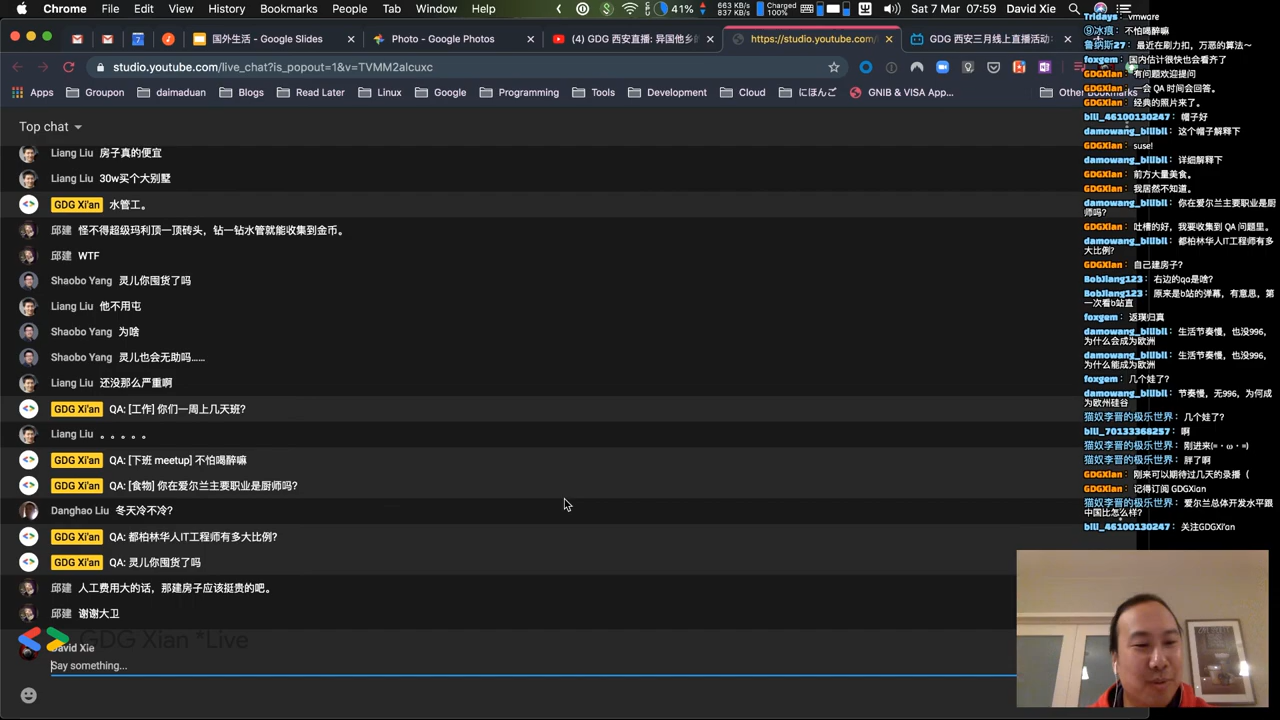 Chrome File Edit View History Bookmarks People Tab Window Help 41% 663 KB/s 837 KB/s Charged 100% Sat 7 Mar 07:59 David Xie
国外生活 - Google Slides
Portugal - Google Photos
(4) GDG 西安直播: 异国他乡
https://studio.youtube.com/
GDG 西安三月线上直播活动
studio.youtube.com/live_chat?is_popout=1&v=TVMM2alcuxc
Apps Groupon daimaduan Blogs Read Later Linux Google Programming Tools Development Cloud にほんご GNIB & VISA App... Other Bookmarks
Top chat
Liang Liu 房子真的便宜
Liang Liu 30w买个大别墅
GDG Xi'an 水管工。
邱建 怪不得超级玛利顶一顶砖头，钻一钻水管就能收集到金币。
邱建 WTF
Shaobo Yang 灵儿你囤货了吗
Liang Liu 他不用屯
Shaobo Yang 为啥
Shaobo Yang 灵儿也会无助吗......
Liang Liu 还没那么严重啊
GDG Xi'an QA: [工作] 你们一周上几天班?
Liang Liu 。。。。。
GDG Xi'an QA: [下班 meetup] 不怕喝醉嘛
GDG Xi'an QA: [食物] 你在爱尔兰主要职业是厨师吗?
Danghao Liu 冬天冷不冷?
GDG Xi'an QA: 都柏林华人IT工程师有多大比例?
GDG Xi'an QA: 灵儿你囤货了吗
邱建 人工费用大的话，那建房子应该挺贵的吧。
邱建 谢谢大卫
GDG Xian *Live
David Xie
Say something...
Tridays: vmware
⑨冰痕: 不怕喝醉嘛
鲁纳斯27: 最近在刷力扣，万恶的算法～
foxgem: 国内估计很快也会看齐了
GDGXian: 有问题欢迎提问
GDGXian: 一会 QA 时间会回答。
GDGXian: 经典的照片来了。
bili_46100130247: 帽子好
damowang_bilibili: 这个帽子解释下
GDGXian: suse!
damowang_bilibili: 详细解释下
GDGXian: 前方大量美食。
GDGXian: 我居然不知道。
damowang_bilibili: 你在爱尔兰主要职业是厨
师吗?
GDGXian: 吐槽的好，我要收集到 QA 问题里。
damowang_bilibili: 都柏林华人IT工程师有多
大比例?
GDGXian: 自己建房子?
BobJiang123: 右边的qq是啥?
BobJiang123: 原来是b站的弹幕，有意思，第
一次看b站直
foxgem: 返璞归真
damowang_bilibili: 生活节奏慢，也没996,
为什么会成为欧洲
damowang_bilibili: 生活节奏慢，也没996,
为什么能成为欧洲
foxgem: 几个娃了?
damowang_bilibili: 节奏慢，无996，为何成
为欧州硅谷
猫奴李晋的极乐世界: 几个娃了?
bili_70133368257: 啊
猫奴李晋的极乐世界: 刚进来(=・ω・=)
猫奴李晋的极乐世界: 胖了啊
GDGXian: 刚来可以期待过几天的录播（
GDGXian: 记得订阅 GDGXian
猫奴李晋的极乐世界: 爱尔兰总体开发水平跟
中国比怎么样?
bili_46100130247: 关注GDGXi'an